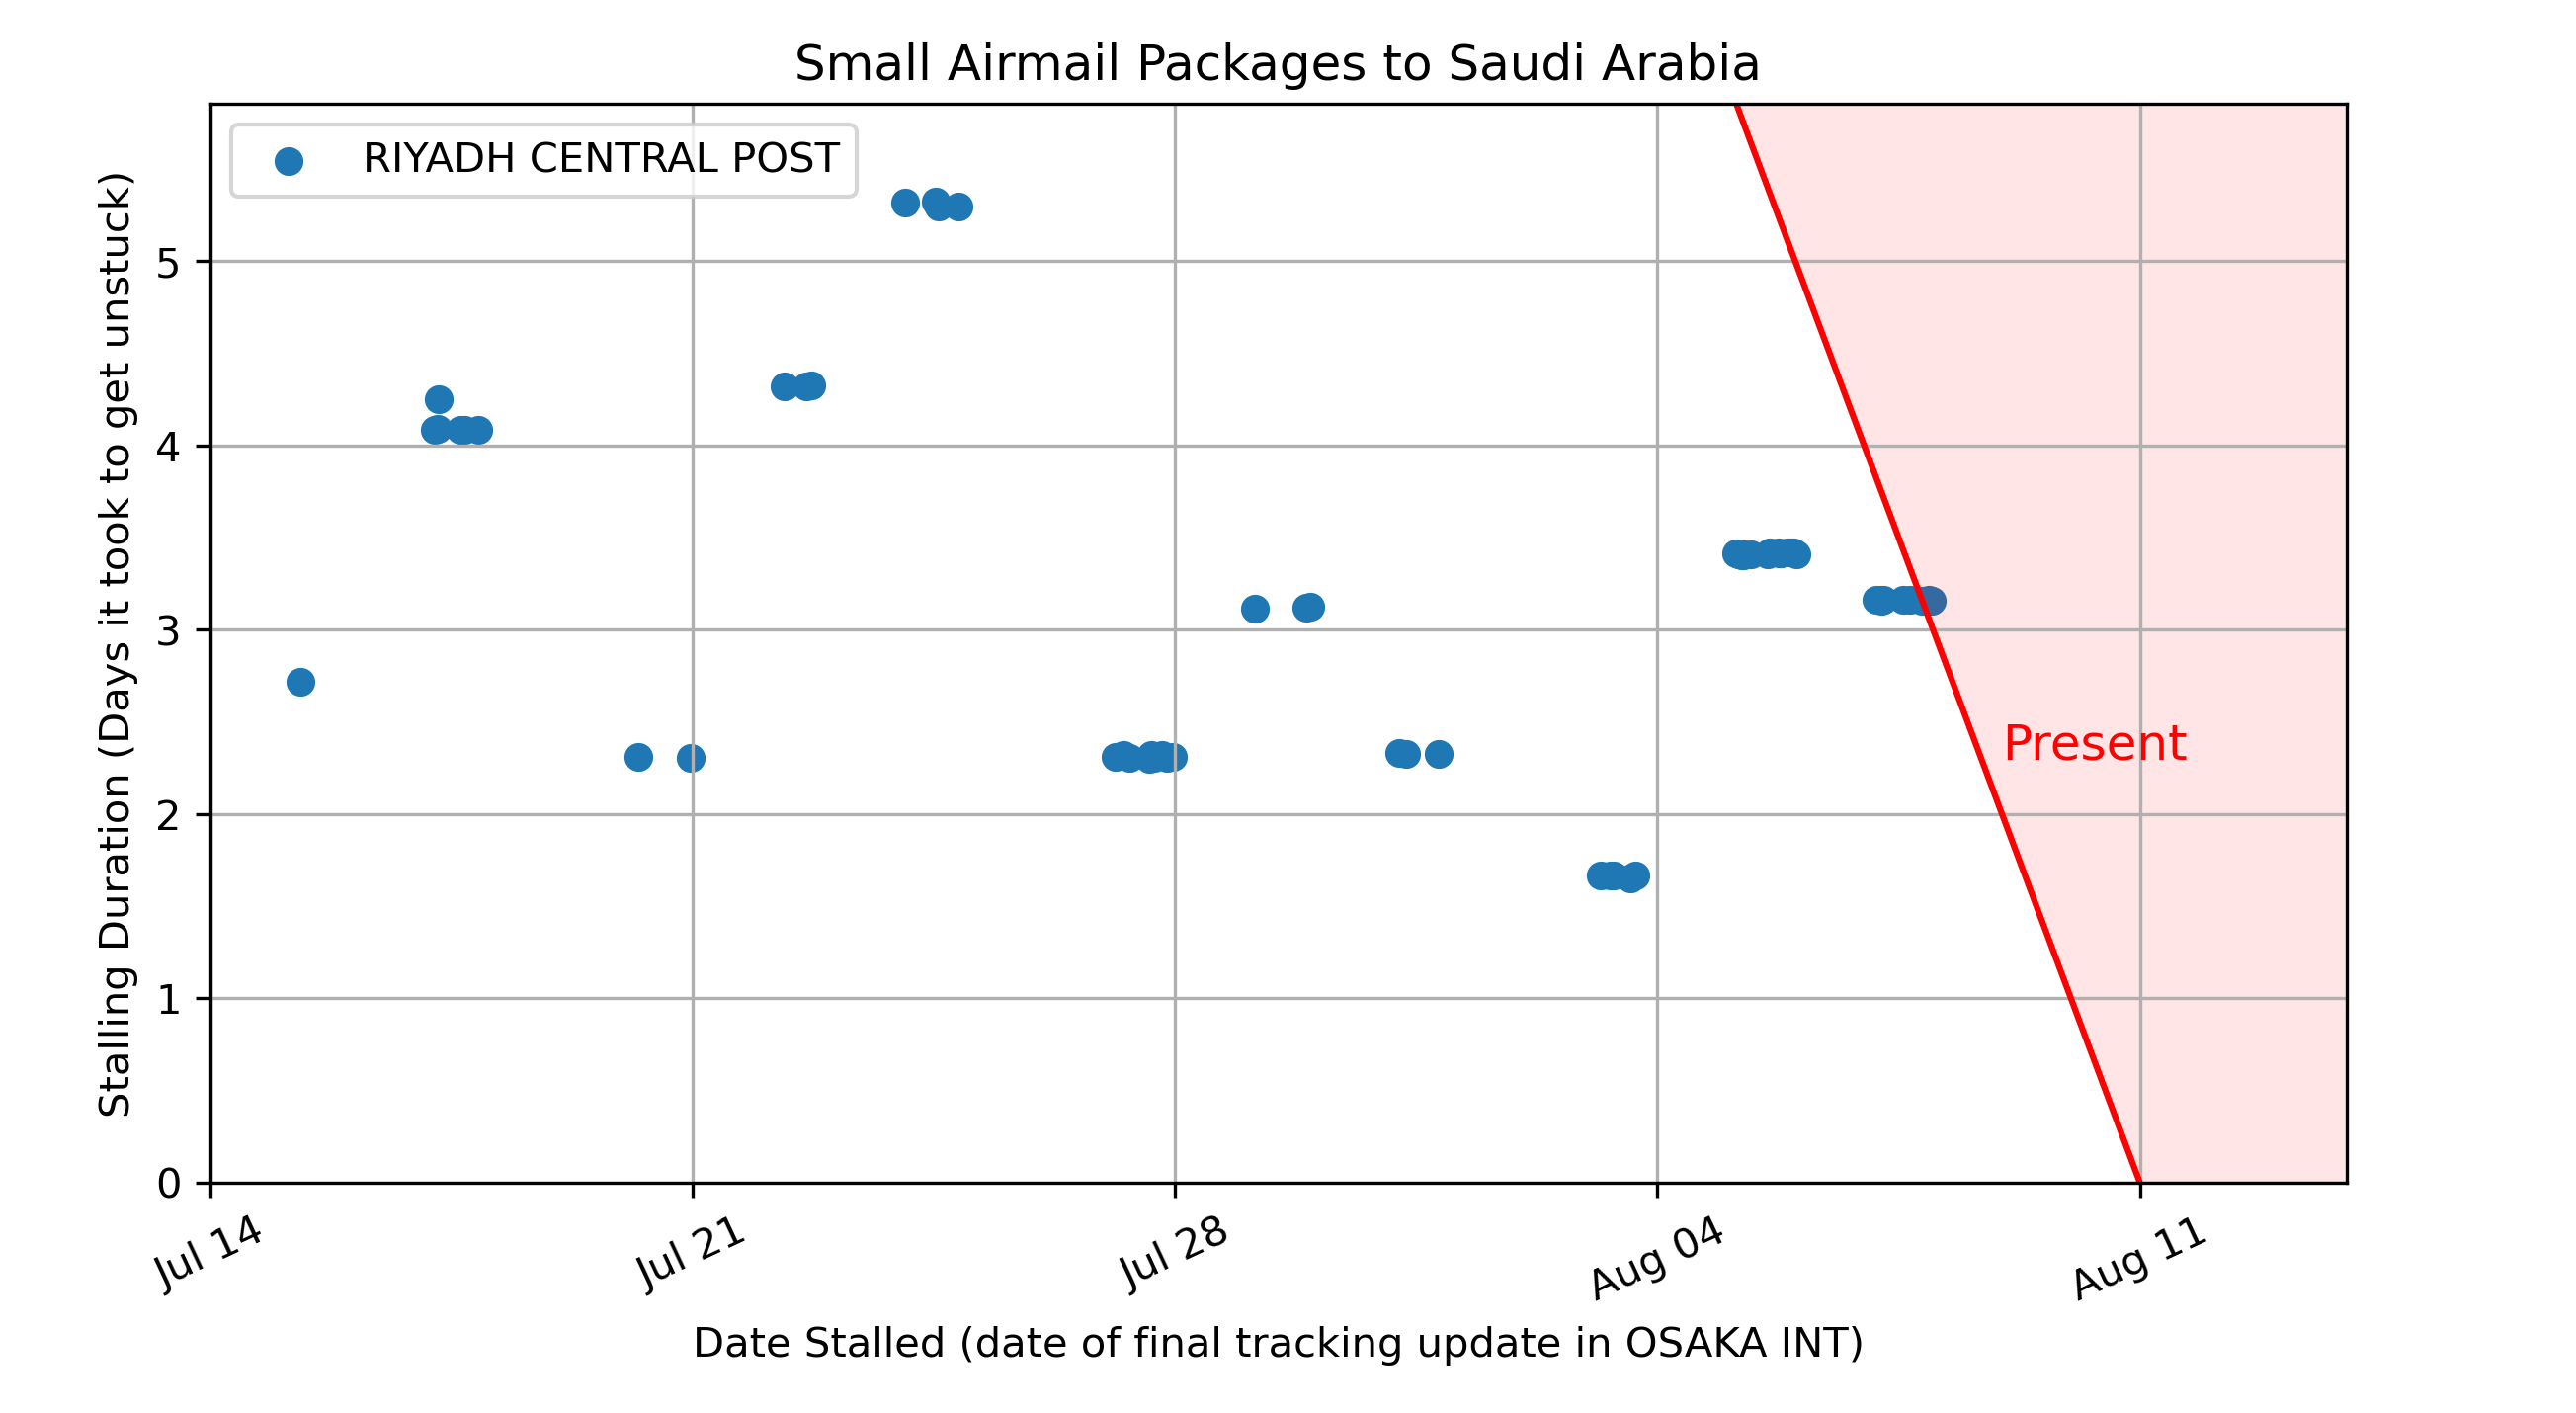 Small Airmail Packages to Saudi Arabia
RIYADH CENTRAL POST
Stalling Duration (Days it took to get unstuck)
5
4
3
2
1
0
Present
Jul 14
Jul 21
Jul 28
Aug 04
Aug 11
Date Stalled (date of final tracking update in OSAKA INT)